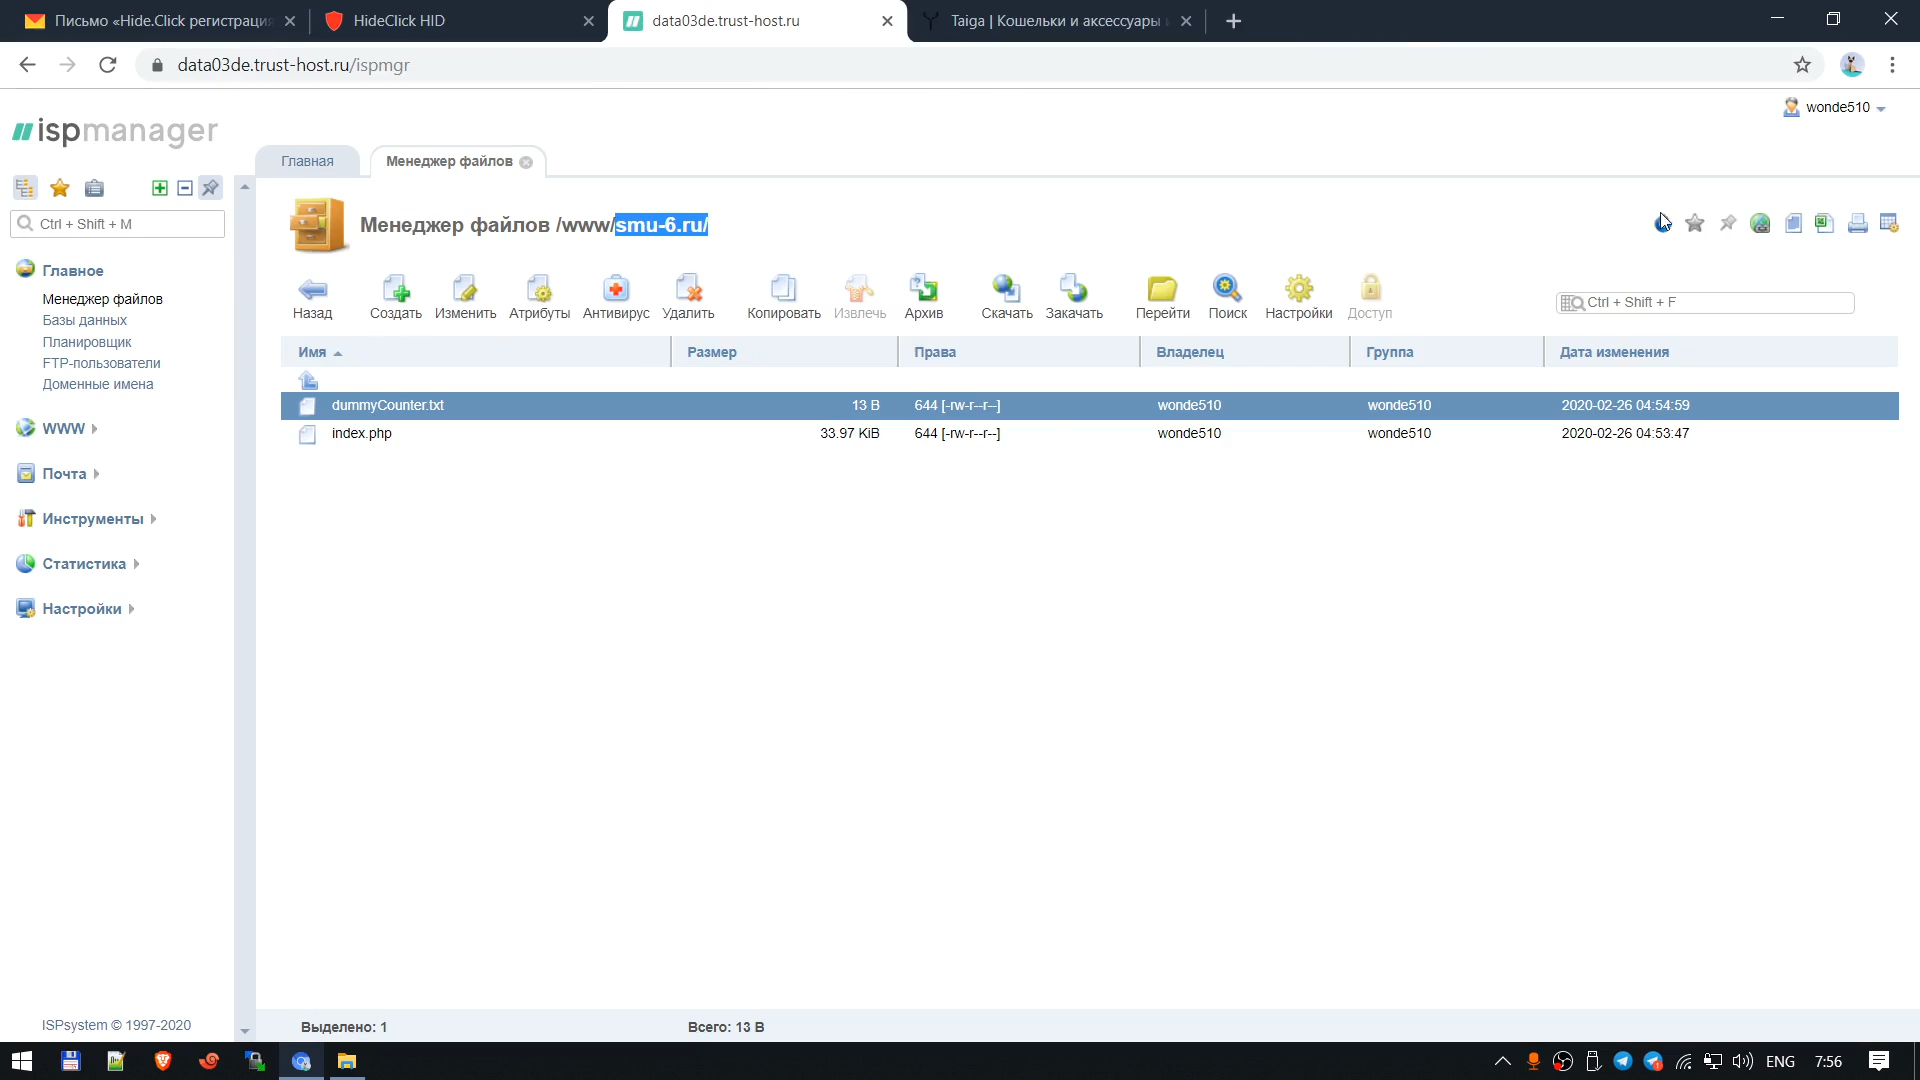 Письмо «Hide.Click регистрация
HideClick HID
data03de.trust-host.ru
Taiga | Кошельки и аксессуары и
data03de.trust-host.ru/ispmgr
wonde510
ispmanager
Главная
Менеджер файлов
Ctrl + Shift + M
Менеджер файлов /www/smu-6.ru/
Назад
Создать
Изменить
Атрибуты
Антивирус
Удалить
Копировать
Извлечь
Архив
Скачать
Закачать
Перейти
Поиск
Настройки
Доступ
Ctrl + Shift + F
Главное
Менеджер файлов
Базы данных
Планировщик
FTP-пользователи
Доменные имена
WWW
Почта
Инструменты
Статистика
Настройки
Имя Размер Права Владелец Группа Дата изменения
dummyCounter.txt 13 B 644 [-rw-r--r--] wonde510 wonde510 2020-02-26 04:54:59
index.php 33.97 KiB 644 [-rw-r--r--] wonde510 wonde510 2020-02-26 04:53:47
ISPsystem © 1997-2020
Выделено: 1
Всего: 13 B
ENG
7:56